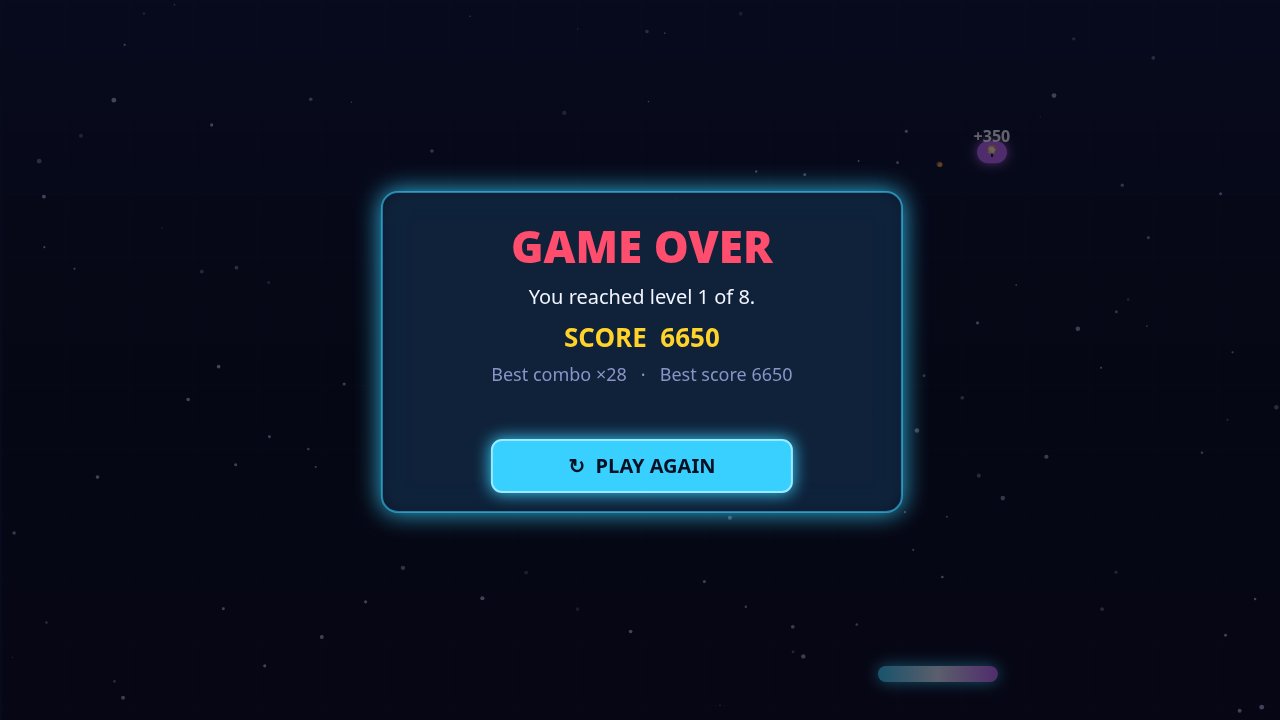 +350
GAME OVER
You reached level 1 of 8.
SCORE 6650
Best combo ×28 · Best score 6650
↻ PLAY AGAIN